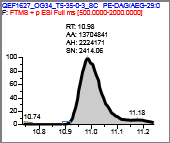 QEF1527_OG34_T5-35-0-3_SC PE-DAG/AEG-29:0
F: FTMS + p ESI Full ms [500.0000-2000.0000]
RT: 10.98
AA: 13704841
AH: 2224171
SN: 2414.06
100
80
60
40
20
0
10.74
11.18
10.8 10.9 11.0 11.1 11.2